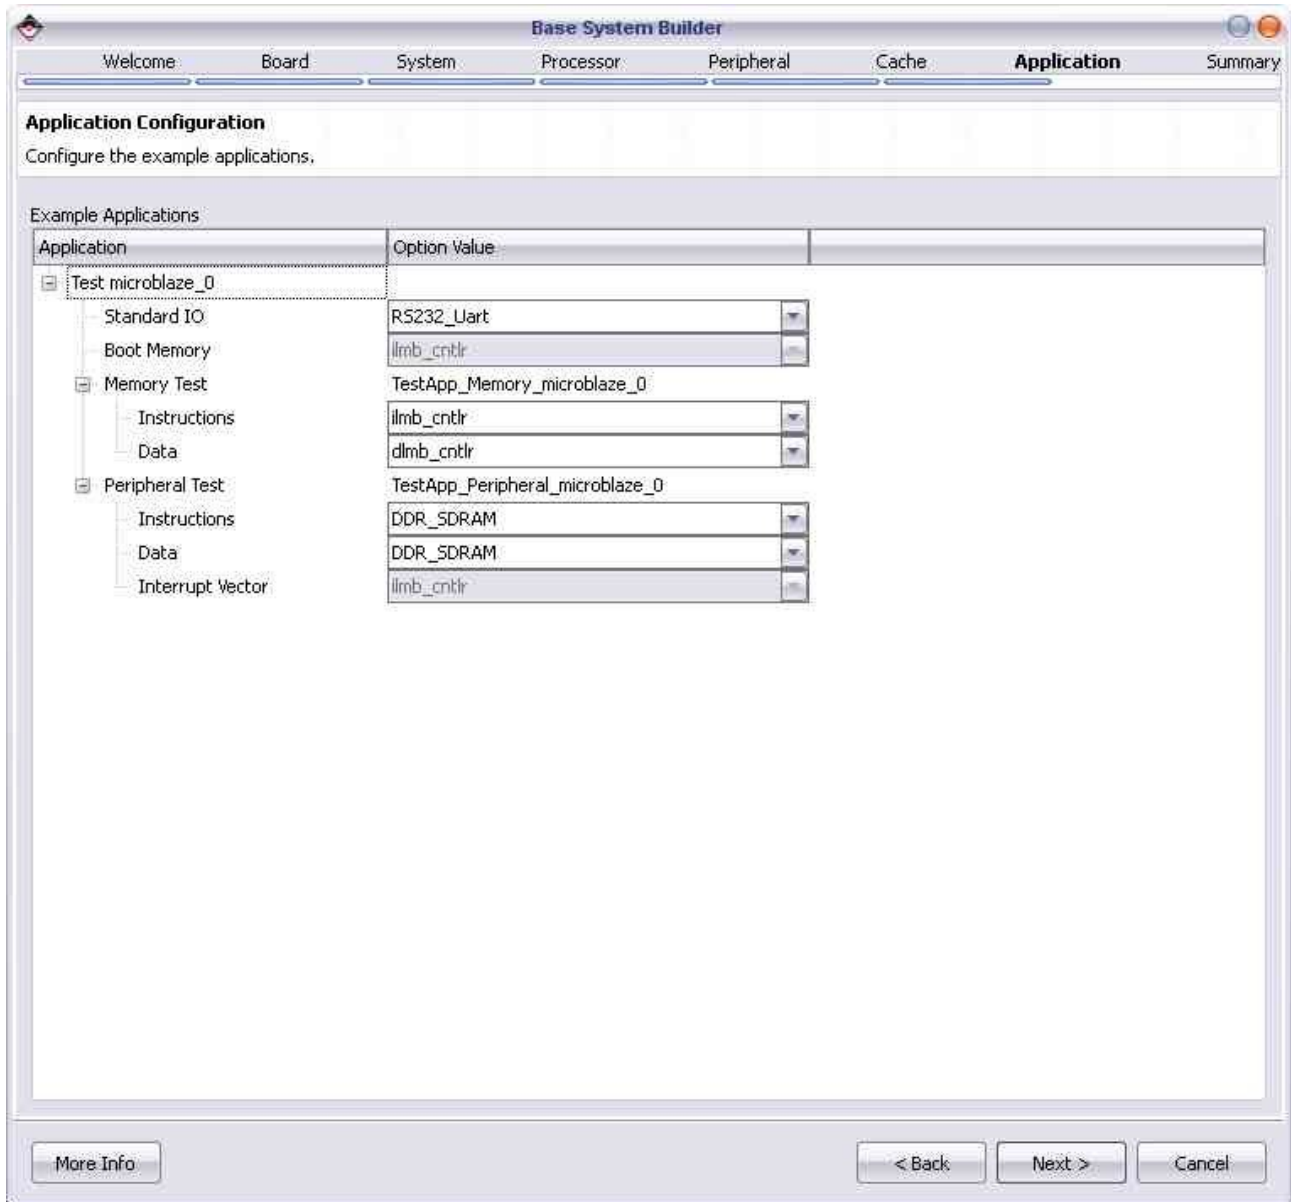 Base System Builder
Welcome Board System Processor Peripheral Cache Application Summary
Application Configuration
Configure the example applications.
Example Applications
Application Option Value
Test microblaze_0
Standard IO RS232_Uart
Boot Memory ilmb_cntlr
Memory Test TestApp_Memory_microblaze_0
Instructions ilmb_cntlr
Data dlmb_cntlr
Peripheral Test TestApp_Peripheral_microblaze_0
Instructions DDR_SDRAM
Data DDR_SDRAM
Interrupt Vector ilmb_cntlr
More Info < Back Next > Cancel